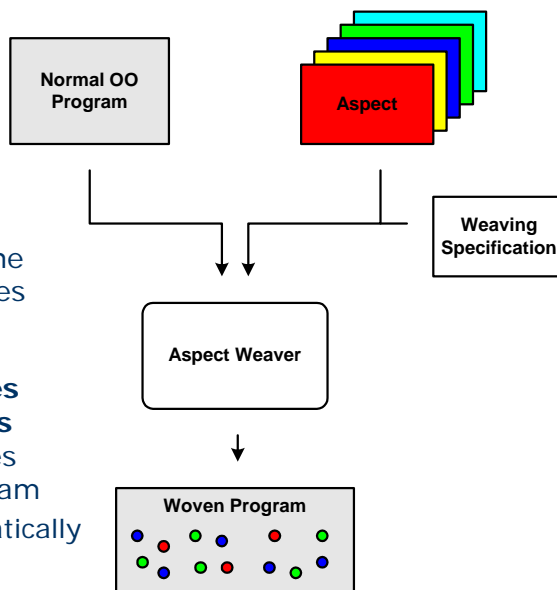 Normal OO
Program
Aspect
Weaving
Specification
Aspect Weaver
Woven Program